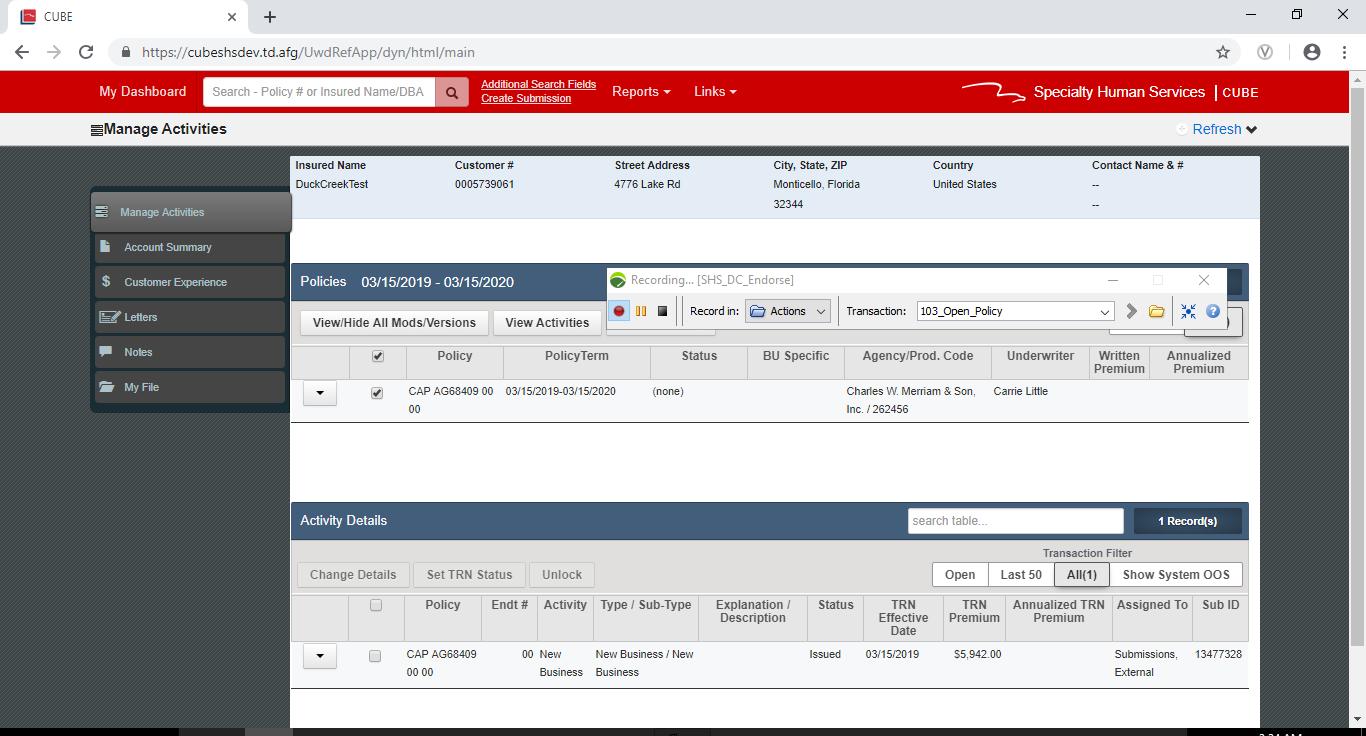 CUBE
https://cubeshsdev.td.afg/UwdRefApp/dyn/html/main
My Dashboard
Search - Policy # or Insured Name/DBA
Additional Search Fields
Create Submission
Reports
Links
Specialty Human Services | CUBE
Manage Activities
Refresh
Insured Name Customer # Street Address City, State, ZIP Country Contact Name & #
DuckCreekTest 0005739061 4776 Lake Rd Monticello, Florida United States --
32344 --
Manage Activities
Account Summary
$ Customer Experience
Letters
Notes
My File
Policies 03/15/2019 - 03/15/2020
Recording... [SHS_DC_Endorse]
Record in: Actions Transaction: 103_Open_Policy
View/Hide All Mods/Versions View Activities
Policy PolicyTerm Status BU Specific Agency/Prod. Code Underwriter Written Annualized
Premium Premium
CAP AG68409 00 03/15/2019-03/15/2020 (none) Charles W. Merriam & Son, Carrie Little
00 Inc. / 262456
Activity Details search table... 1 Record(s)
Transaction Filter
Change Details Set TRN Status Unlock Open Last 50 All(1) Show System OOS
Policy Endt # Activity Type / Sub-Type Explanation / Status TRN TRN Annualized TRN Assigned To Sub ID
Description Effective Premium Premium
Date
CAP AG68409 00 New New Business / New Issued 03/15/2019 $5,942.00 Submissions, 13477328
00 00 Business Business External